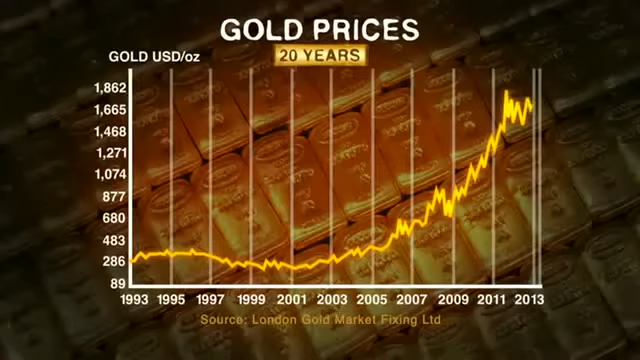 GOLD PRICES
20 YEARS
GOLD USD/oz
1,862
1,665
1,468
1,271
1,074
877
680
483
286
89
1993 1995 1997 1999 2001 2003 2005 2007 2009 2011 2013
Source: London Gold Market Fixing Ltd